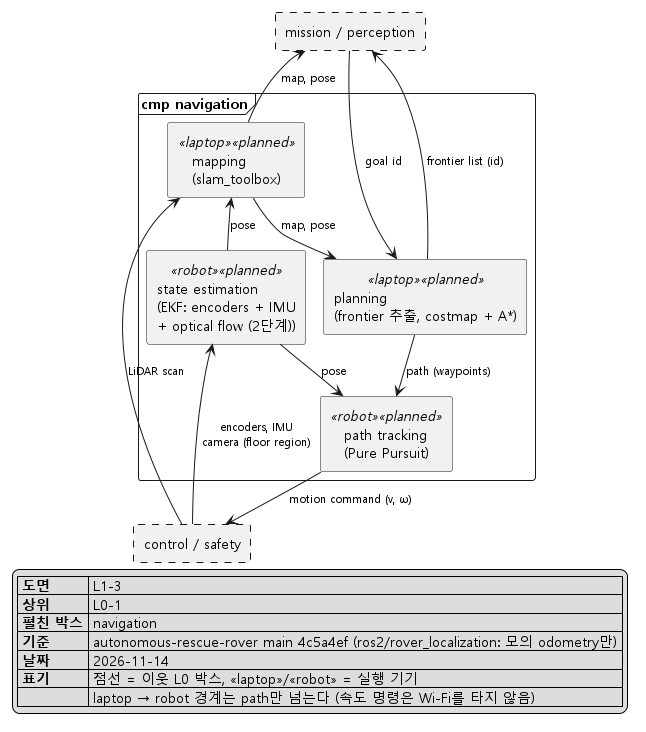 mission / perception
map, pose
cmp navigation
«laptop»«planned»
mapping
(slam_toolbox)
goal id
frontier list (id)
pose
map, pose
«robot»«planned»
state estimation
(EKF: encoders + IMU
+ optical flow (2단계))
«laptop»«planned»
planning
(frontier 추출, costmap + A*)
LiDAR scan
pose
path (waypoints)
«robot»«planned»
path tracking
(Pure Pursuit)
encoders, IMU
camera (floor region)
motion command (v, ω)
control / safety
도면 L1-3
상위 L0-1
펼친 박스 navigation
기준 autonomous-rescue-rover main 4c5a4ef (ros2/rover_localization: 모의 odometry만)
날짜 2026-11-14
표기 점선 = 이웃 L0 박스, «laptop»/«robot» = 실행 기기
laptop → robot 경계는 path만 넘는다 (속도 명령은 Wi-Fi를 타지 않음)